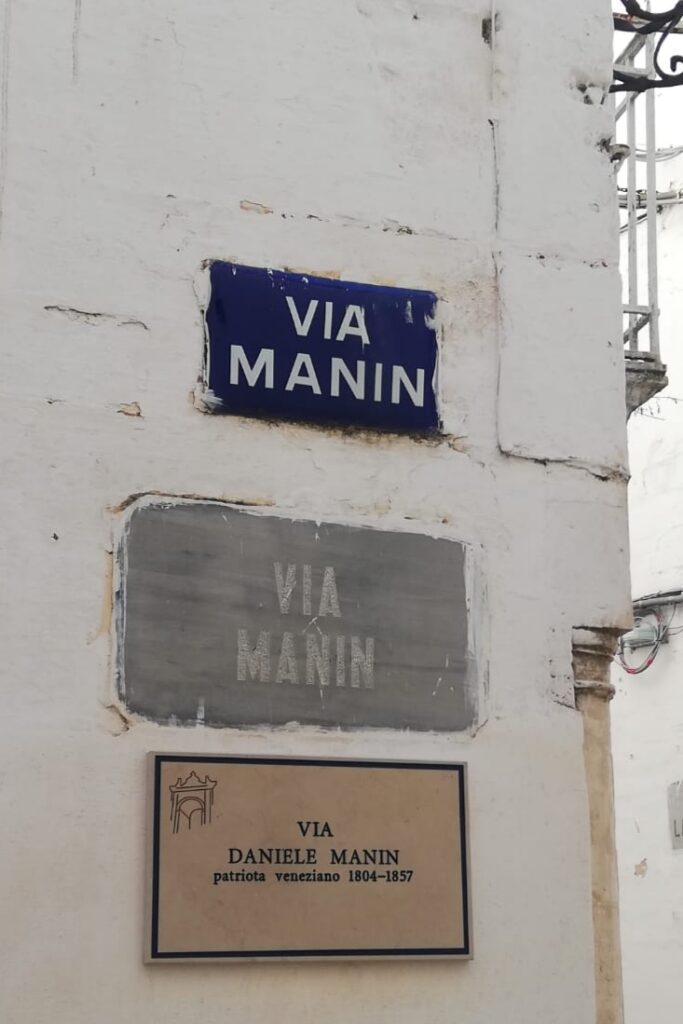 VIA
MANIN
VIA
MANIN
VIA
DANIELE MANIN
patriota veneziano 1804-1857